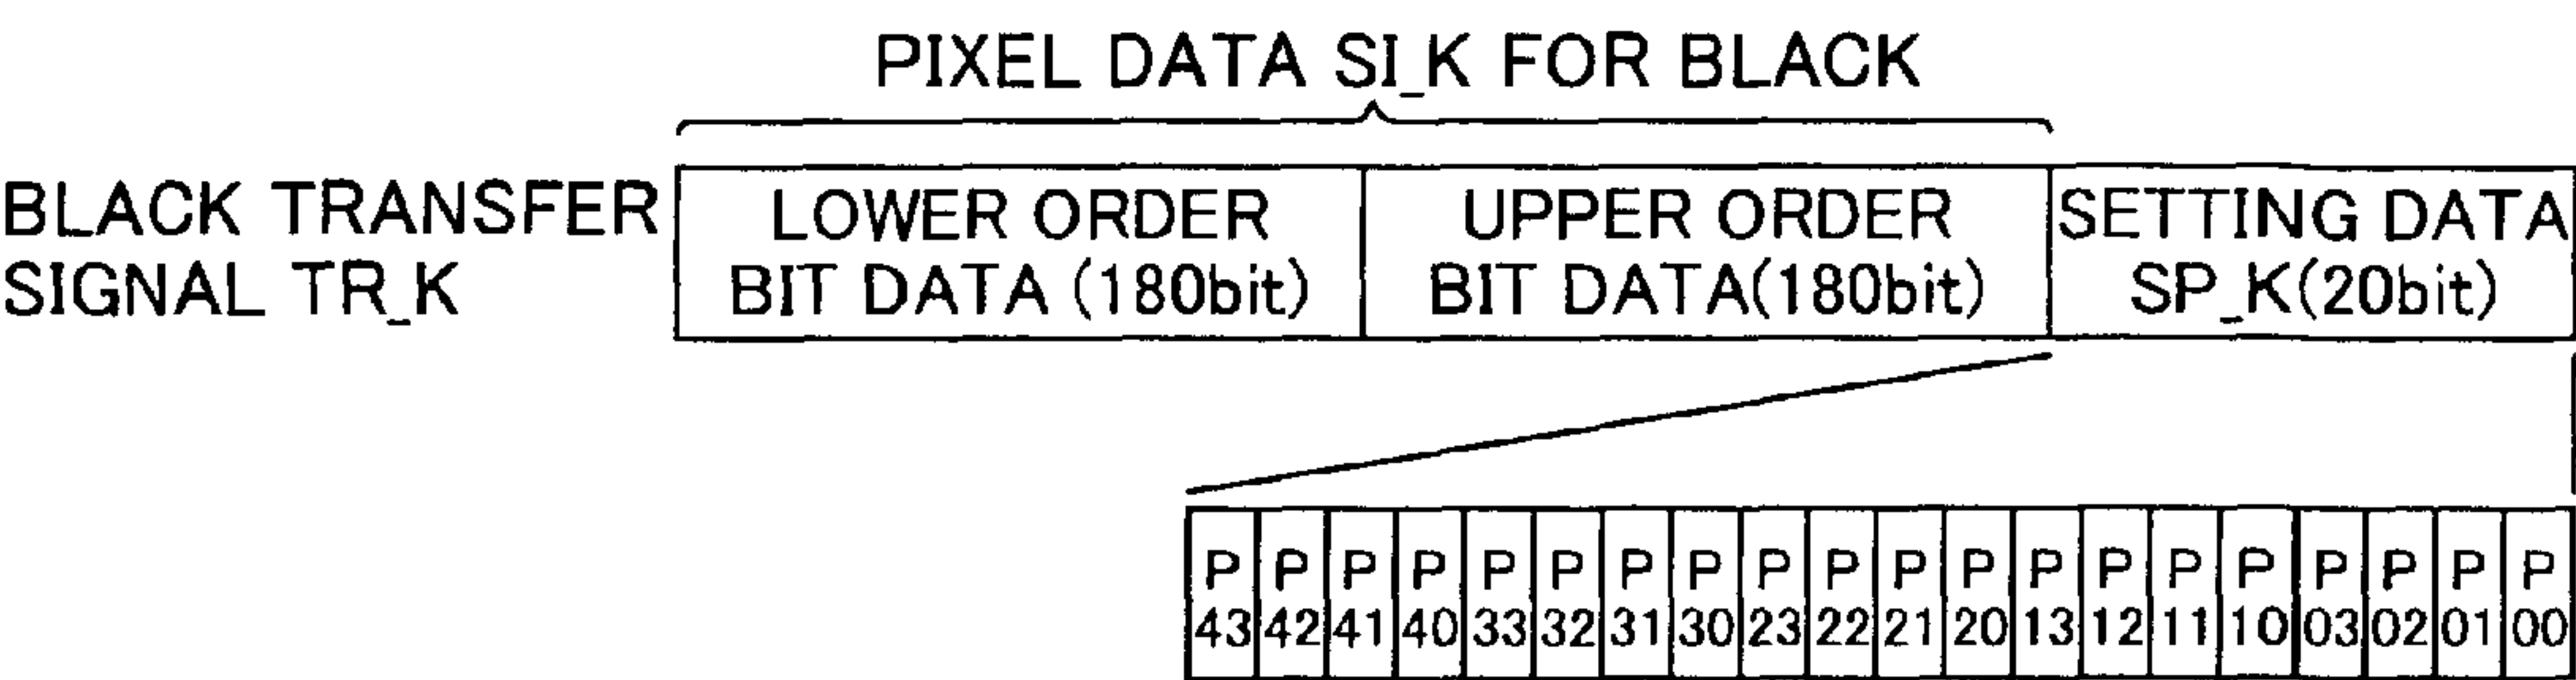 PIXEL DATA SI_K FOR BLACK
BLACK TRANSFER
SIGNAL TR_K
LOWER ORDER
BIT DATA (180bit)
UPPER ORDER
BIT DATA(180bit)
SETTING DATA
SP_K(20bit)
P P P P P P P P P P P P P P P P P P P P
43 42 41 40 33 32 31 30 23 22 21 20 13 12 11 10 03 02 01 00